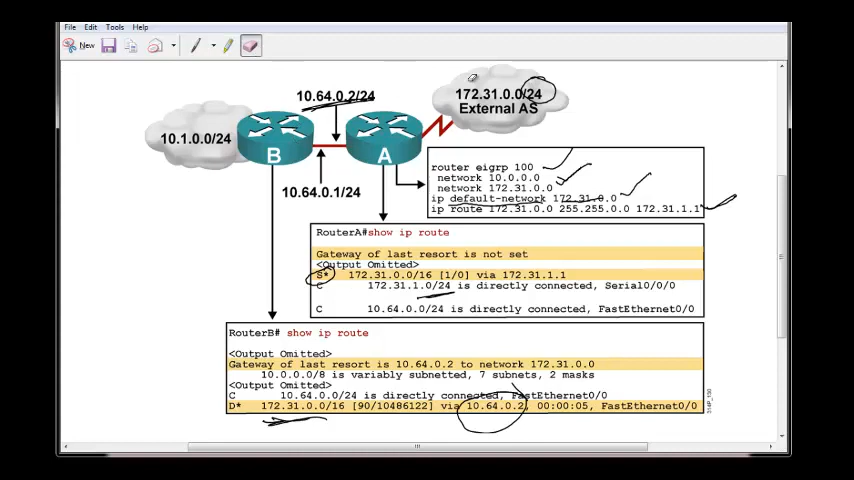 File Edit Tools Help
New
10.64.0.2/24
172.31.0.0/24
External AS
10.1.0.0/24
B
A
10.64.0.1/24
router eigrp 100
network 10.0.0.0
network 172.31.0.0
ip default-network 172.31.0.0
ip route 172.31.0.0 255.255.0.0 172.31.1.1
RouterA#show ip route
Gateway of last resort is not set
<Output Omitted>
S* 172.31.0.0/16 [1/0] via 172.31.1.1
C 172.31.1.0/24 is directly connected, Serial0/0/0
C 10.64.0.0/24 is directly connected, FastEthernet0/0
RouterB# show ip route
<Output Omitted>
Gateway of last resort is 10.64.0.2 to network 172.31.0.0
10.0.0.0/8 is variably subnetted, 7 subnets, 2 masks
<Output Omitted>
C 10.64.0.0/24 is directly connected, FastEthernet0/0
D* 172.31.0.0/16 [90/10486122] via 10.64.0.2, 00:00:05, FastEthernet0/0